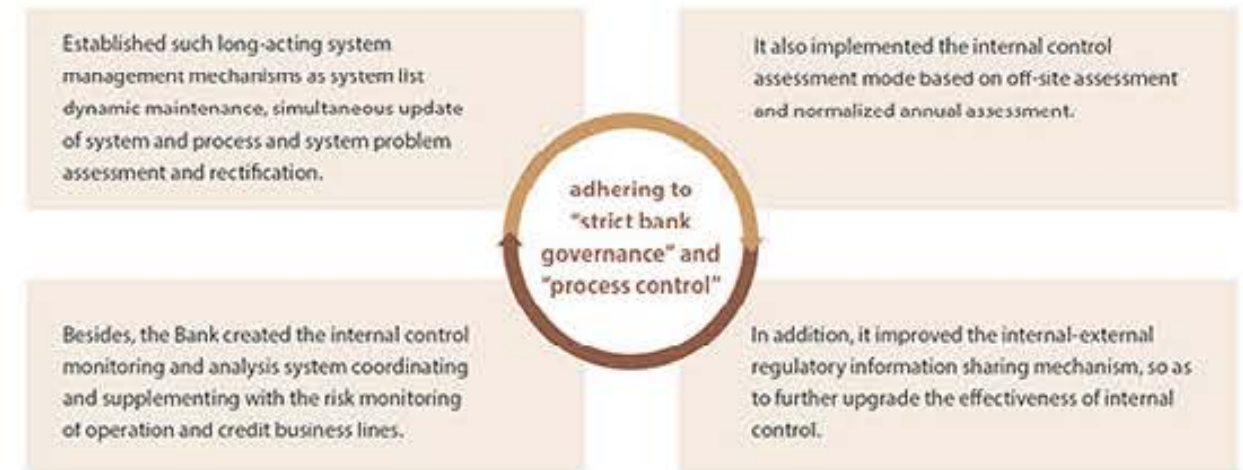 Established such long-acting system
management mechanisms as system list
dynamic maintenance, simultaneous update
of system and process and system problem
assessment and rectification.
It also implemented the internal control
assessment mode based on off-site assessment
and normalized annual assessment.
adhering to
"strict bank
governance" and
"process control"
Besides, the Bank created the internal control
monitoring and analysis system coordinating
and supplementing with the risk monitoring
of operation and credit business lines.
In addition, it improved the internal-external
regulatory information sharing mechanism, so as
to further upgrade the effectiveness of internal
control.